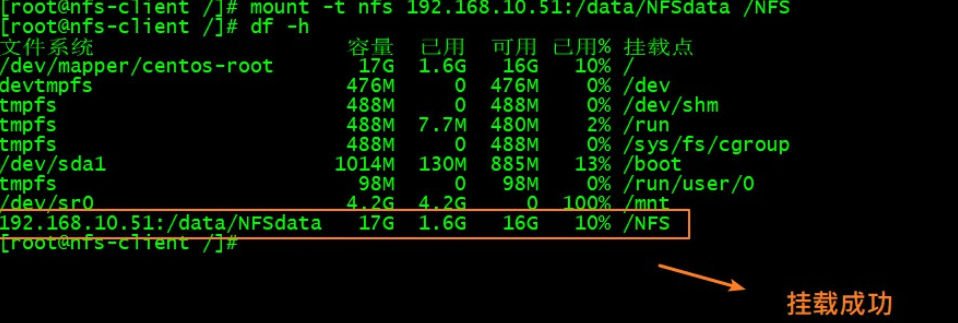 [root@nfs-client /]# mount -t nfs 192.168.10.51:/data/NFSdata /NFS
[root@nfs-client /]# df -h
文件系统 容量 已用 可用 已用% 挂载点
/dev/mapper/centos-root 17G 1.6G 16G 10% /
devtmpfs 476M 0 476M 0% /dev
tmpfs 488M 0 488M 0% /dev/shm
tmpfs 488M 7.7M 480M 2% /run
tmpfs 488M 0 488M 0% /sys/fs/cgroup
/dev/sda1 1014M 130M 885M 13% /boot
tmpfs 98M 0 98M 0% /run/user/0
/dev/sr0 4.2G 4.2G 0 100% /mnt
192.168.10.51:/data/NFSdata 17G 1.6G 16G 10% /NFS
[root@nfs-client /]#
挂载成功